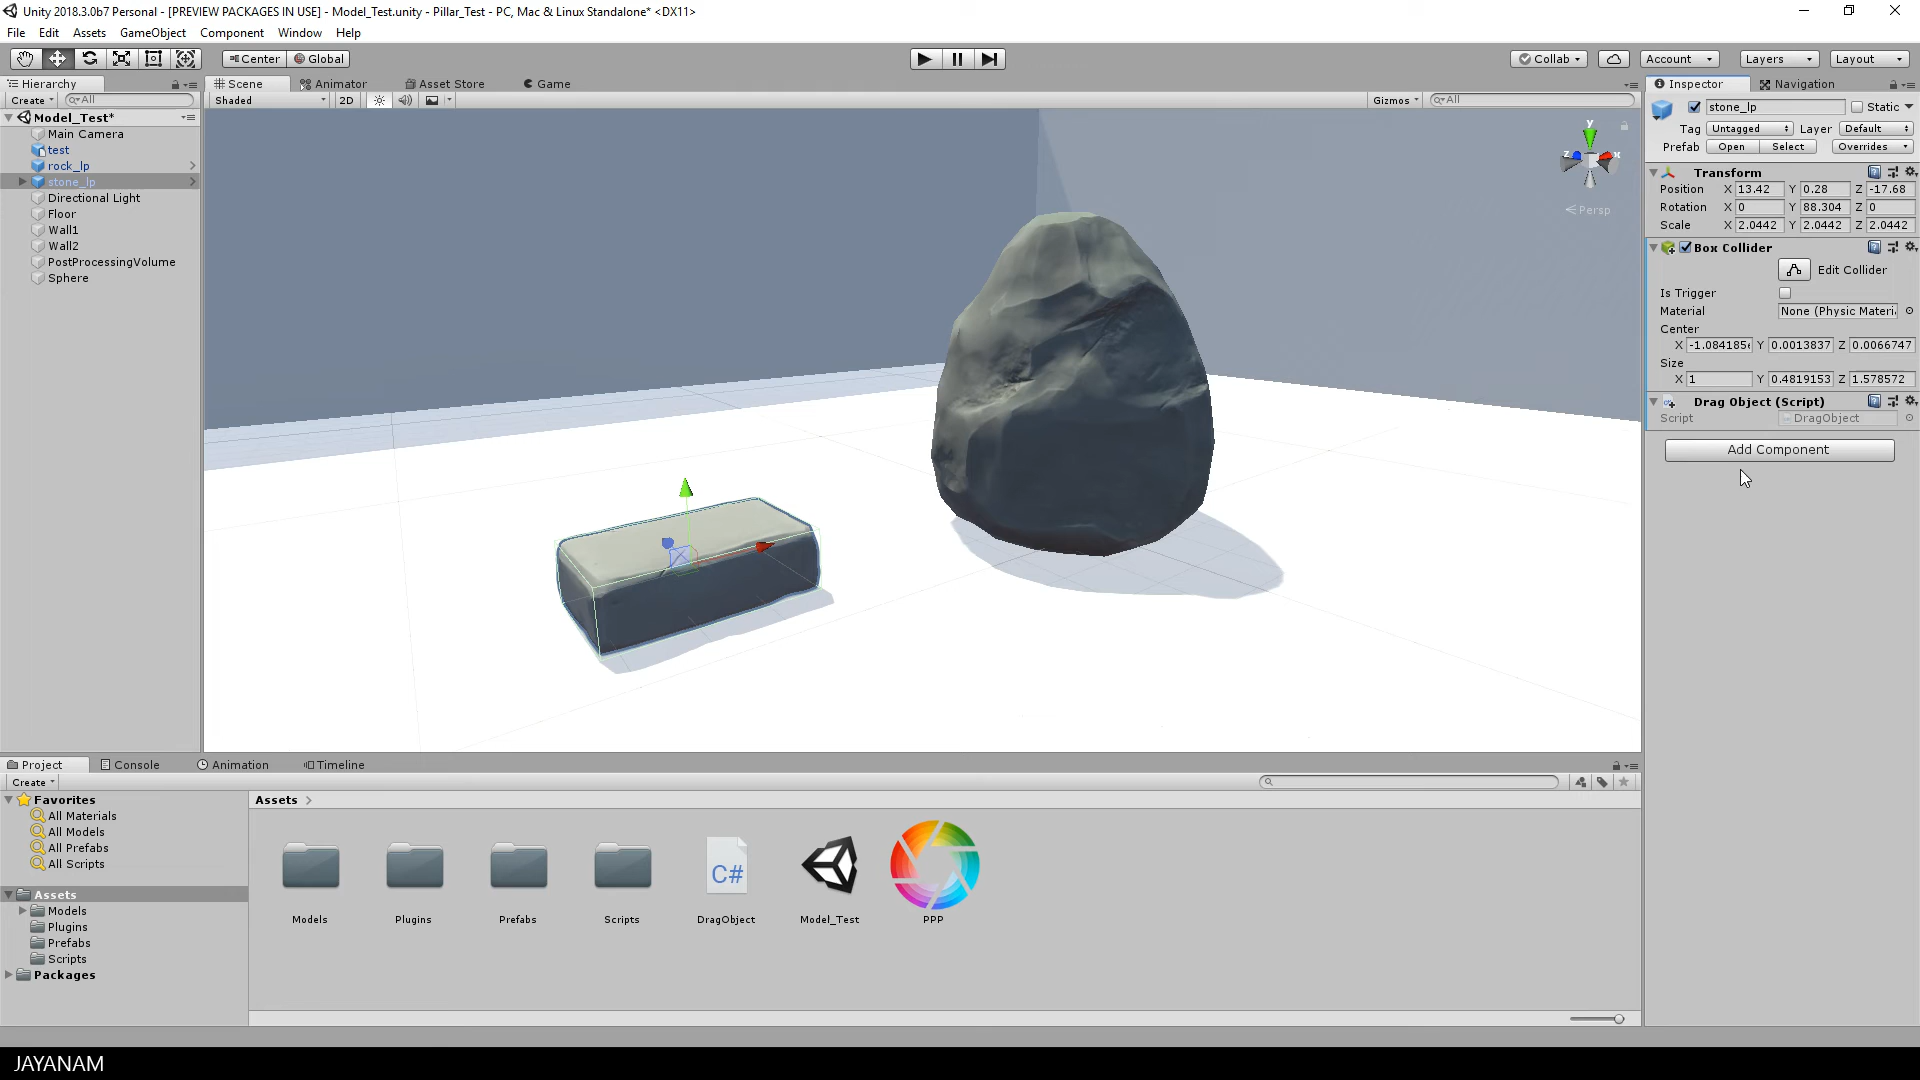 Unity 2018.3.0b7 Personal - [PREVIEW PACKAGES IN USE] - Model_Test.unity - Pillar_Test - PC, Mac & Linux Standalone* <DX11>
File Edit Assets GameObject Component Window Help
Center Global Collab Account Layers Layout
Hierarchy Scene Animator Asset Store Game Inspector Navigation
Create All Shaded 2D Gizmos All
Model_Test*
Main Camera
test
rock_lp
stone_lp
Directional Light
Floor
Wall1
Wall2
PostProcessingVolume
Sphere
y
z x
Persp
stone_lp Static
Tag Untagged Layer Default
Prefab Open Select Overrides
Transform
Position X 13.42 Y 0.28 Z -17.68
Rotation X 0 Y 88.304 Z 0
Scale X 2.0442 Y 2.0442 Z 2.0442
Box Collider
Edit Collider
Is Trigger
Material None (Physic Materi
Center
X -1.084185e Y 0.0013837 Z 0.0066747
Size
X 1 Y 0.4819153 Z 1.578572
Drag Object (Script)
Script DragObject
Add Component
Project Console Animation Timeline
Create
Favorites
All Materials
All Models
All Prefabs
All Scripts
Assets
Models
Plugins
Prefabs
Scripts
Packages
Assets
C#
Models Plugins Prefabs Scripts DragObject Model_Test PPP
JAYANAM